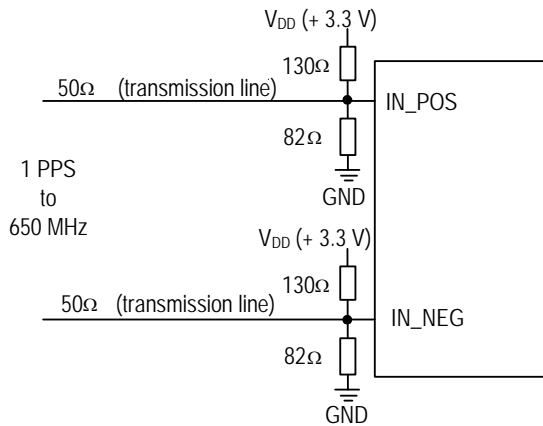 V_DD (+ 3.3 V)
130Ω
50Ω (transmission line)
IN_POS
82Ω
GND
1 PPS
to
650 MHz
V_DD (+ 3.3 V)
130Ω
50Ω (transmission line)
IN_NEG
82Ω
GND